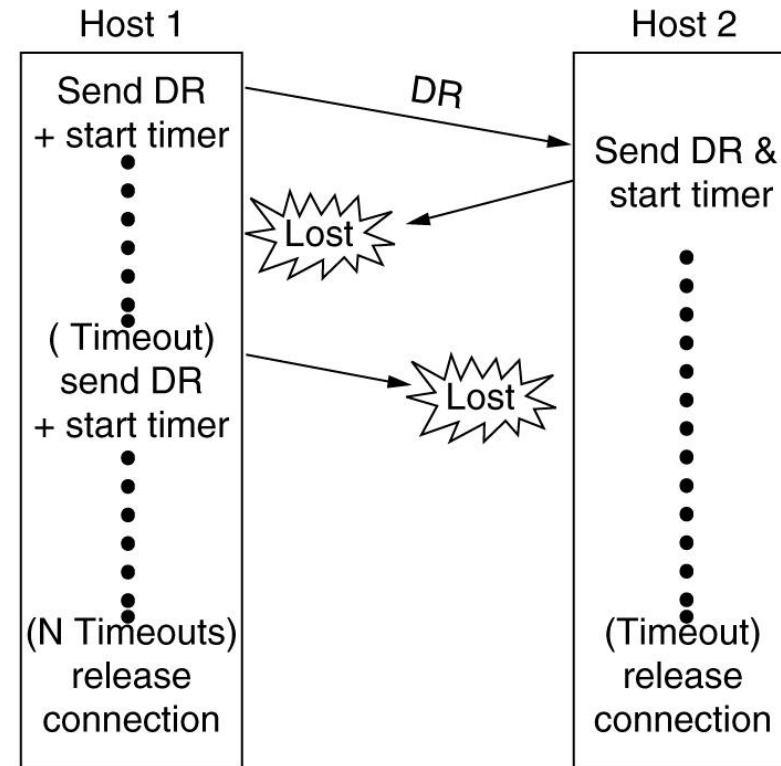 Host 1
Host 2
Send DR
+ start timer
DR
Send DR &
start timer
Lost
( Timeout)
send DR
+ start timer
Lost
(N Timeouts)
release
connection
(Timeout)
release
connection